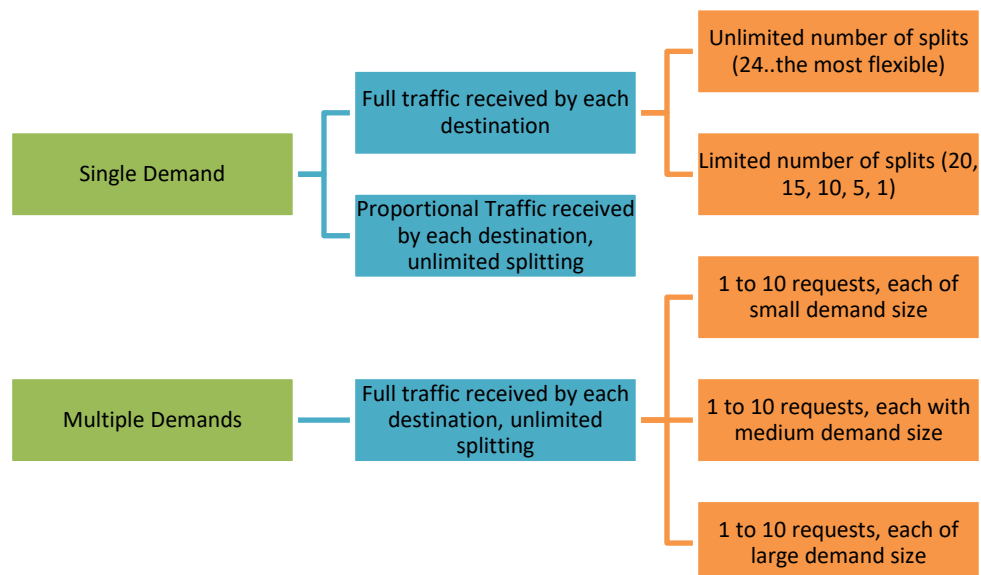 Single Demand
Full traffic received by each
destination
Unlimited number of splits
(24..the most flexible)
Limited number of splits (20,
15, 10, 5, 1)
Proportional Traffic received
by each destination,
unlimited splitting
Multiple Demands
Full traffic received by each
destination, unlimited
splitting
1 to 10 requests, each of
small demand size
1 to 10 requests, each with
medium demand size
1 to 10 requests, each of
large demand size